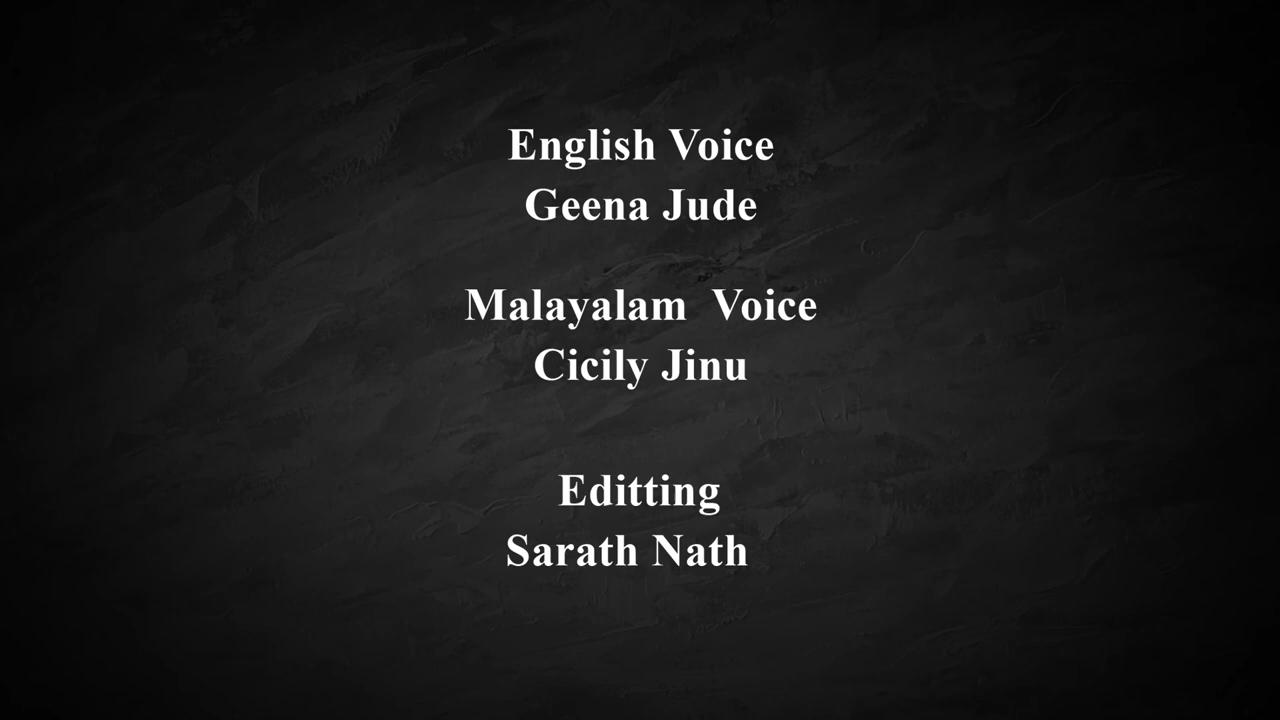 English Voice
Geena Jude
Malayalam  Voice
Cicily Jinu
Editting
Sarath Nath